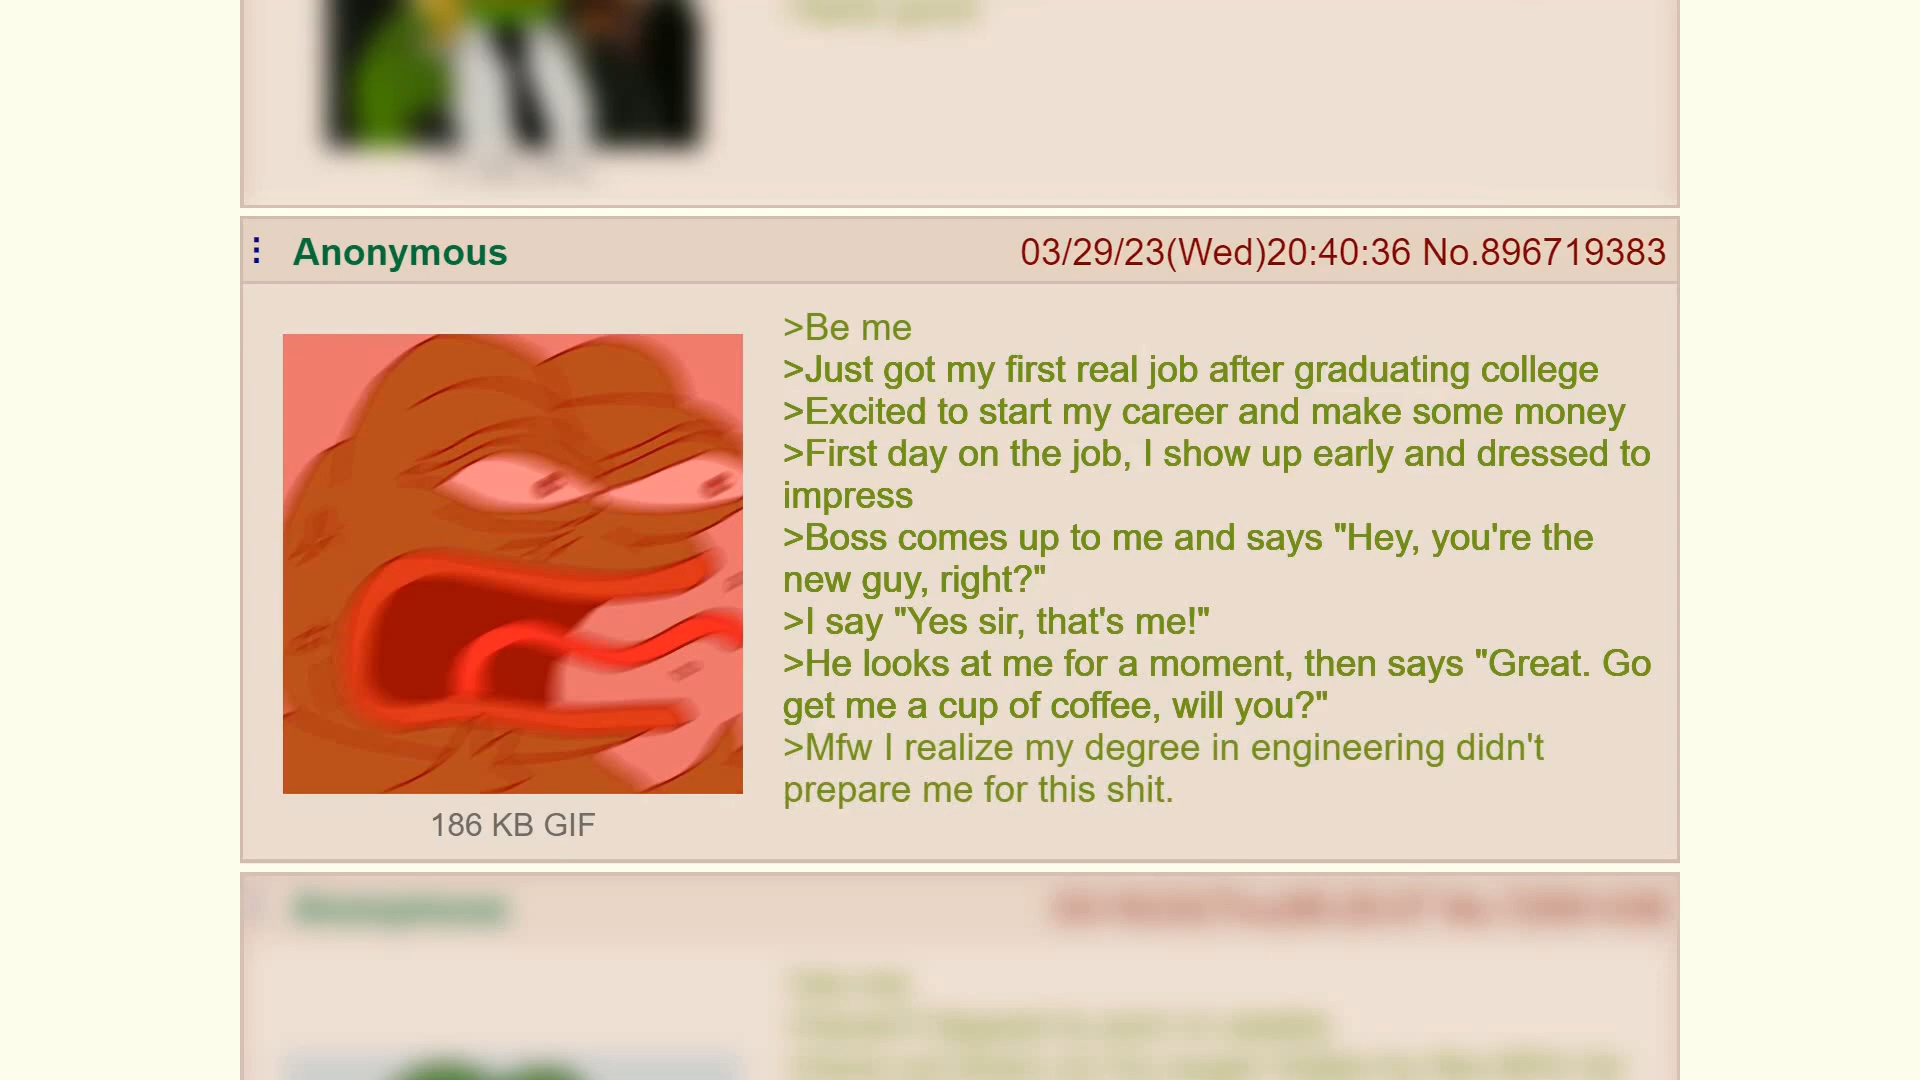 ⋮ Anonymous 03/29/23(Wed)20:40:36 No.896719383
>Be me
>Just got my first real job after graduating college
>Excited to start my career and make some money
>First day on the job, I show up early and dressed to
impress
>Boss comes up to me and says "Hey, you're the
new guy, right?"
>I say "Yes sir, that's me!"
>He looks at me for a moment, then says "Great. Go
get me a cup of coffee, will you?"
>Mfw I realize my degree in engineering didn't
prepare me for this shit.
186 KB GIF